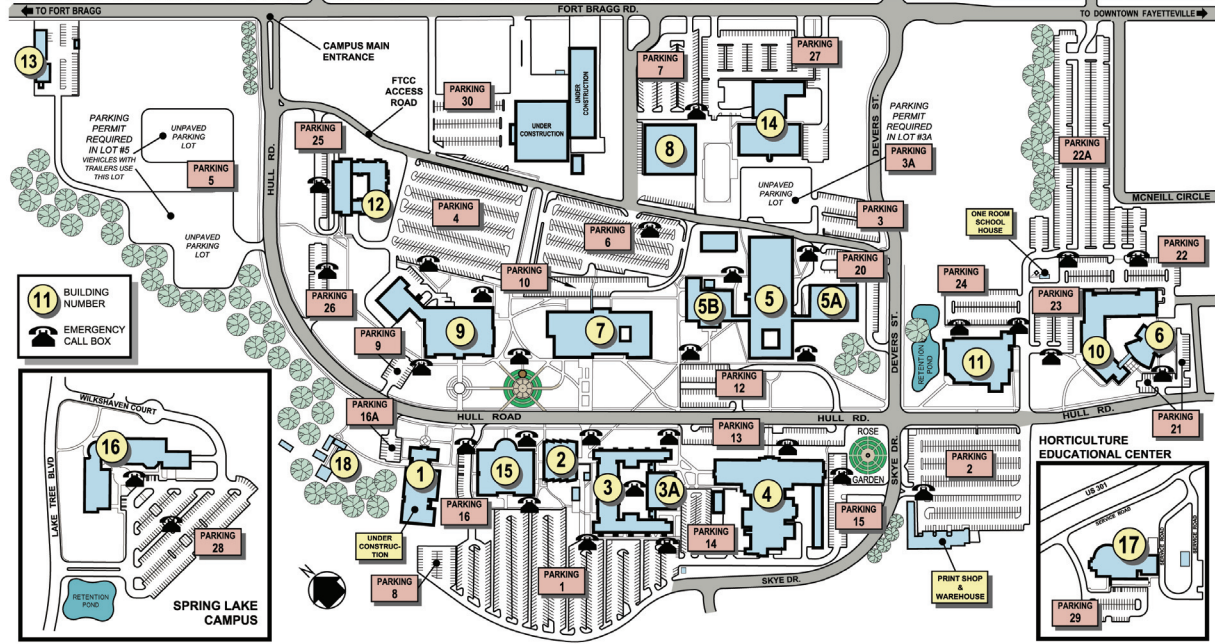 TO FORT BRAGG
FORT BRAGG RD.
TO DOWNTOWN FAYETTEVILLE
13
CAMPUS MAIN
ENTRANCE
FTCC
ACCESS
ROAD
PARKING
30
UNDER
CONSTRUCTION
UNDER
CONSTRUCTION
PARKING
7
PARKING
27
8
14
DEVERS ST.
PARKING
PERMIT
REQUIRED
IN LOT #3A
PARKING
3A
UNPAVED
PARKING
LOT
PARKING
3
PARKING
22A
MCNEILL CIRCLE
PARKING
PERMIT
REQUIRED
IN LOT #5
VEHICLES WITH
TRAILERS USE
THIS LOT
UNPAVED
PARKING
LOT
PARKING
5
UNPAVED
PARKING
LOT
HULL RD.
PARKING
25
12
PARKING
4
PARKING
6
PARKING
10
PARKING
20
ONE ROOM
SCHOOL
HOUSE
PARKING
22
PARKING
24
PARKING
23
11
BUILDING
NUMBER
EMERGENCY
CALL BOX
PARKING
26
PARKING
9
9
7
5B
5
5A
DEVERS ST.
RETENTION
POND
11
10
6
PARKING
12
PARKING
16A
HULL ROAD
HULL RD.
HULL RD.
PARKING
21
PARKING
13
ROSE
GARDEN
SKYE DR.
PARKING
2
18
1
15
2
3
3A
4
PARKING
16
PARKING
14
PARKING
15
UNDER
CONSTRUC-
TION
PARKING
8
PARKING
1
SKYE DR.
PRINT SHOP
&
WAREHOUSE
N
WILKSHAVEN COURT
16
LAKE TREE BLVD
PARKING
28
RETENTION
POND
SPRING LAKE
CAMPUS
HORTICULTURE
EDUCATIONAL CENTER
US 301
SERVICE ROAD
SERVICE ROAD
SERVICE ROAD
17
PARKING
29